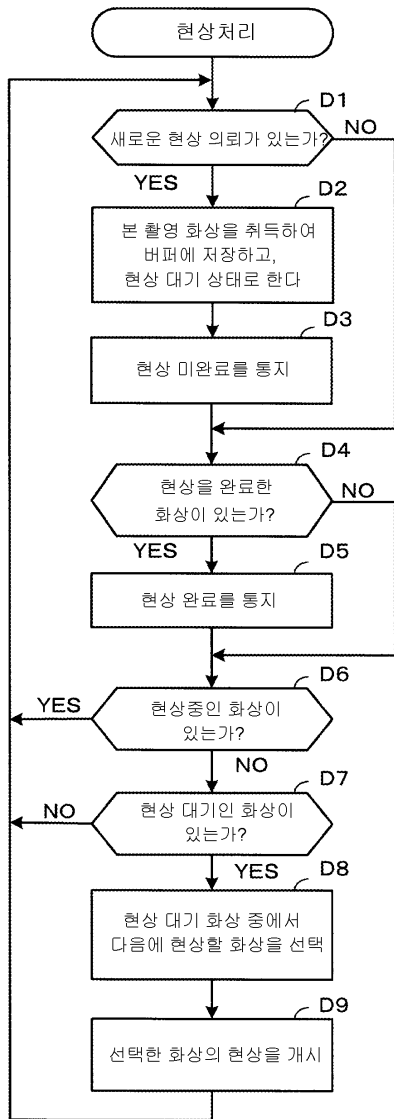 현상처리
D1
새로운 현상 의뢰가 있는가?
NO
YES
D2
본 촬영 화상을 취득하여
버퍼에 저장하고,
현상 대기 상태로 한다
D3
현상 미완료를 통지
D4
현상을 완료한
화상이 있는가?
NO
YES
D5
현상 완료를 통지
D6
YES
현상중인 화상이
있는가?
NO
D7
NO
현상 대기인 화상이
있는가?
YES
D8
현상 대기 화상 중에서
다음에 현상할 화상을 선택
D9
선택한 화상의 현상을 개시